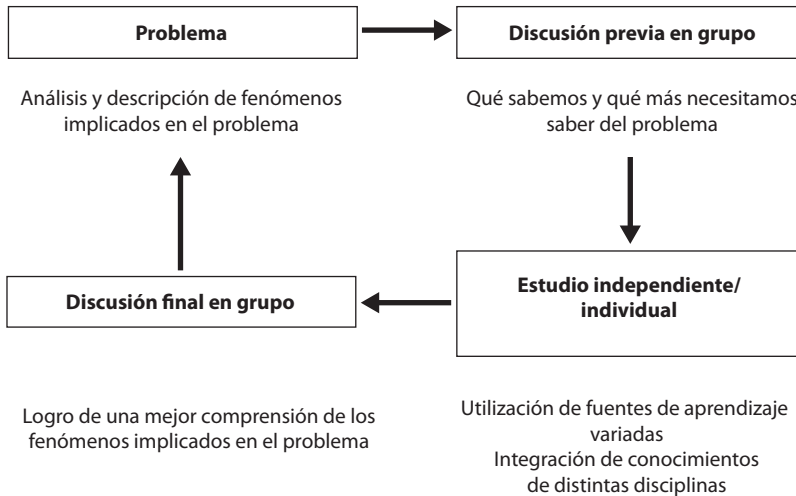 Problema
Discusión previa en grupo
Análisis y descripción de fenómenos
implicados en el problema
Qué sabemos y qué más necesitamos
saber del problema
Discusión final en grupo
Estudio independiente/
individual
Logro de una mejor comprensión de los
fenómenos implicados en el problema
Utilización de fuentes de aprendizaje
variadas
Integración de conocimientos
de distintas disciplinas